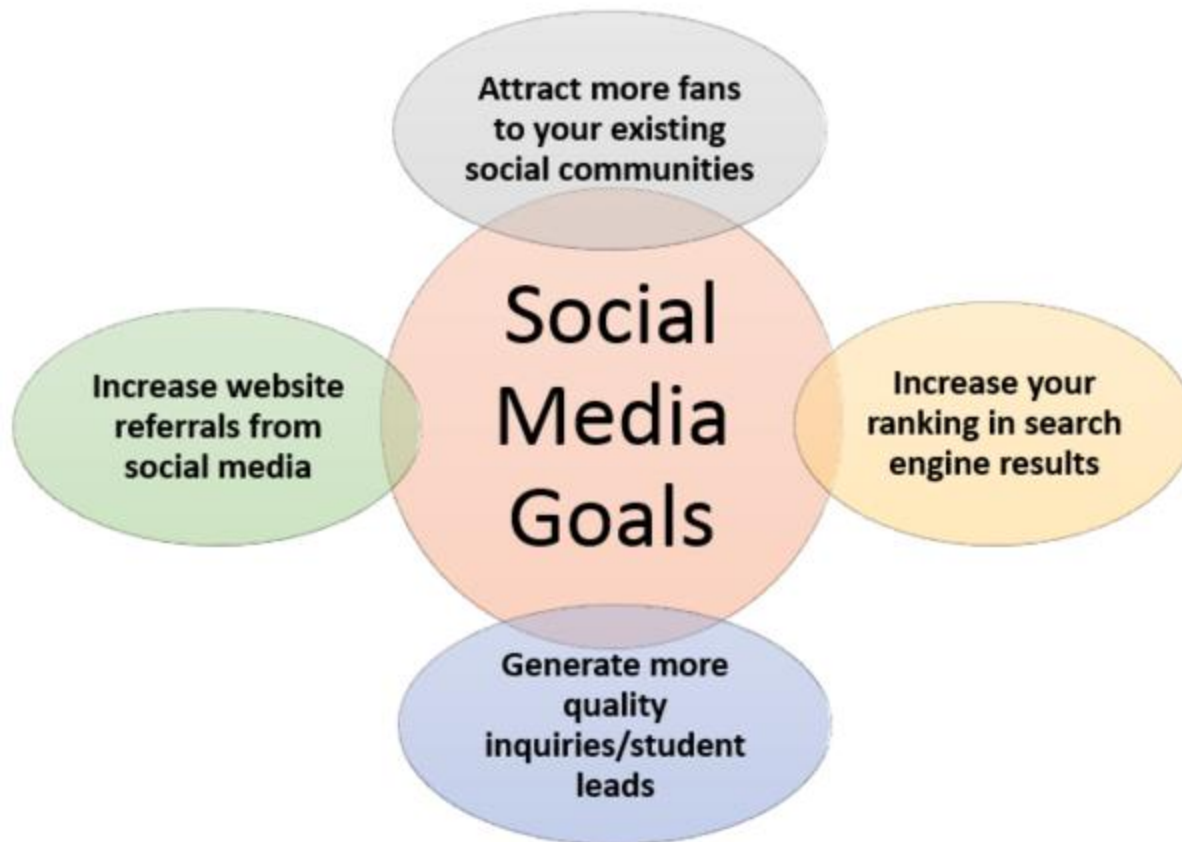 Attract more fans
to your existing
social communities
Social
Media
Goals
Increase website
referrals from
social media
Increase your
ranking in search
engine results
Generate more
quality
inquiries/student
leads